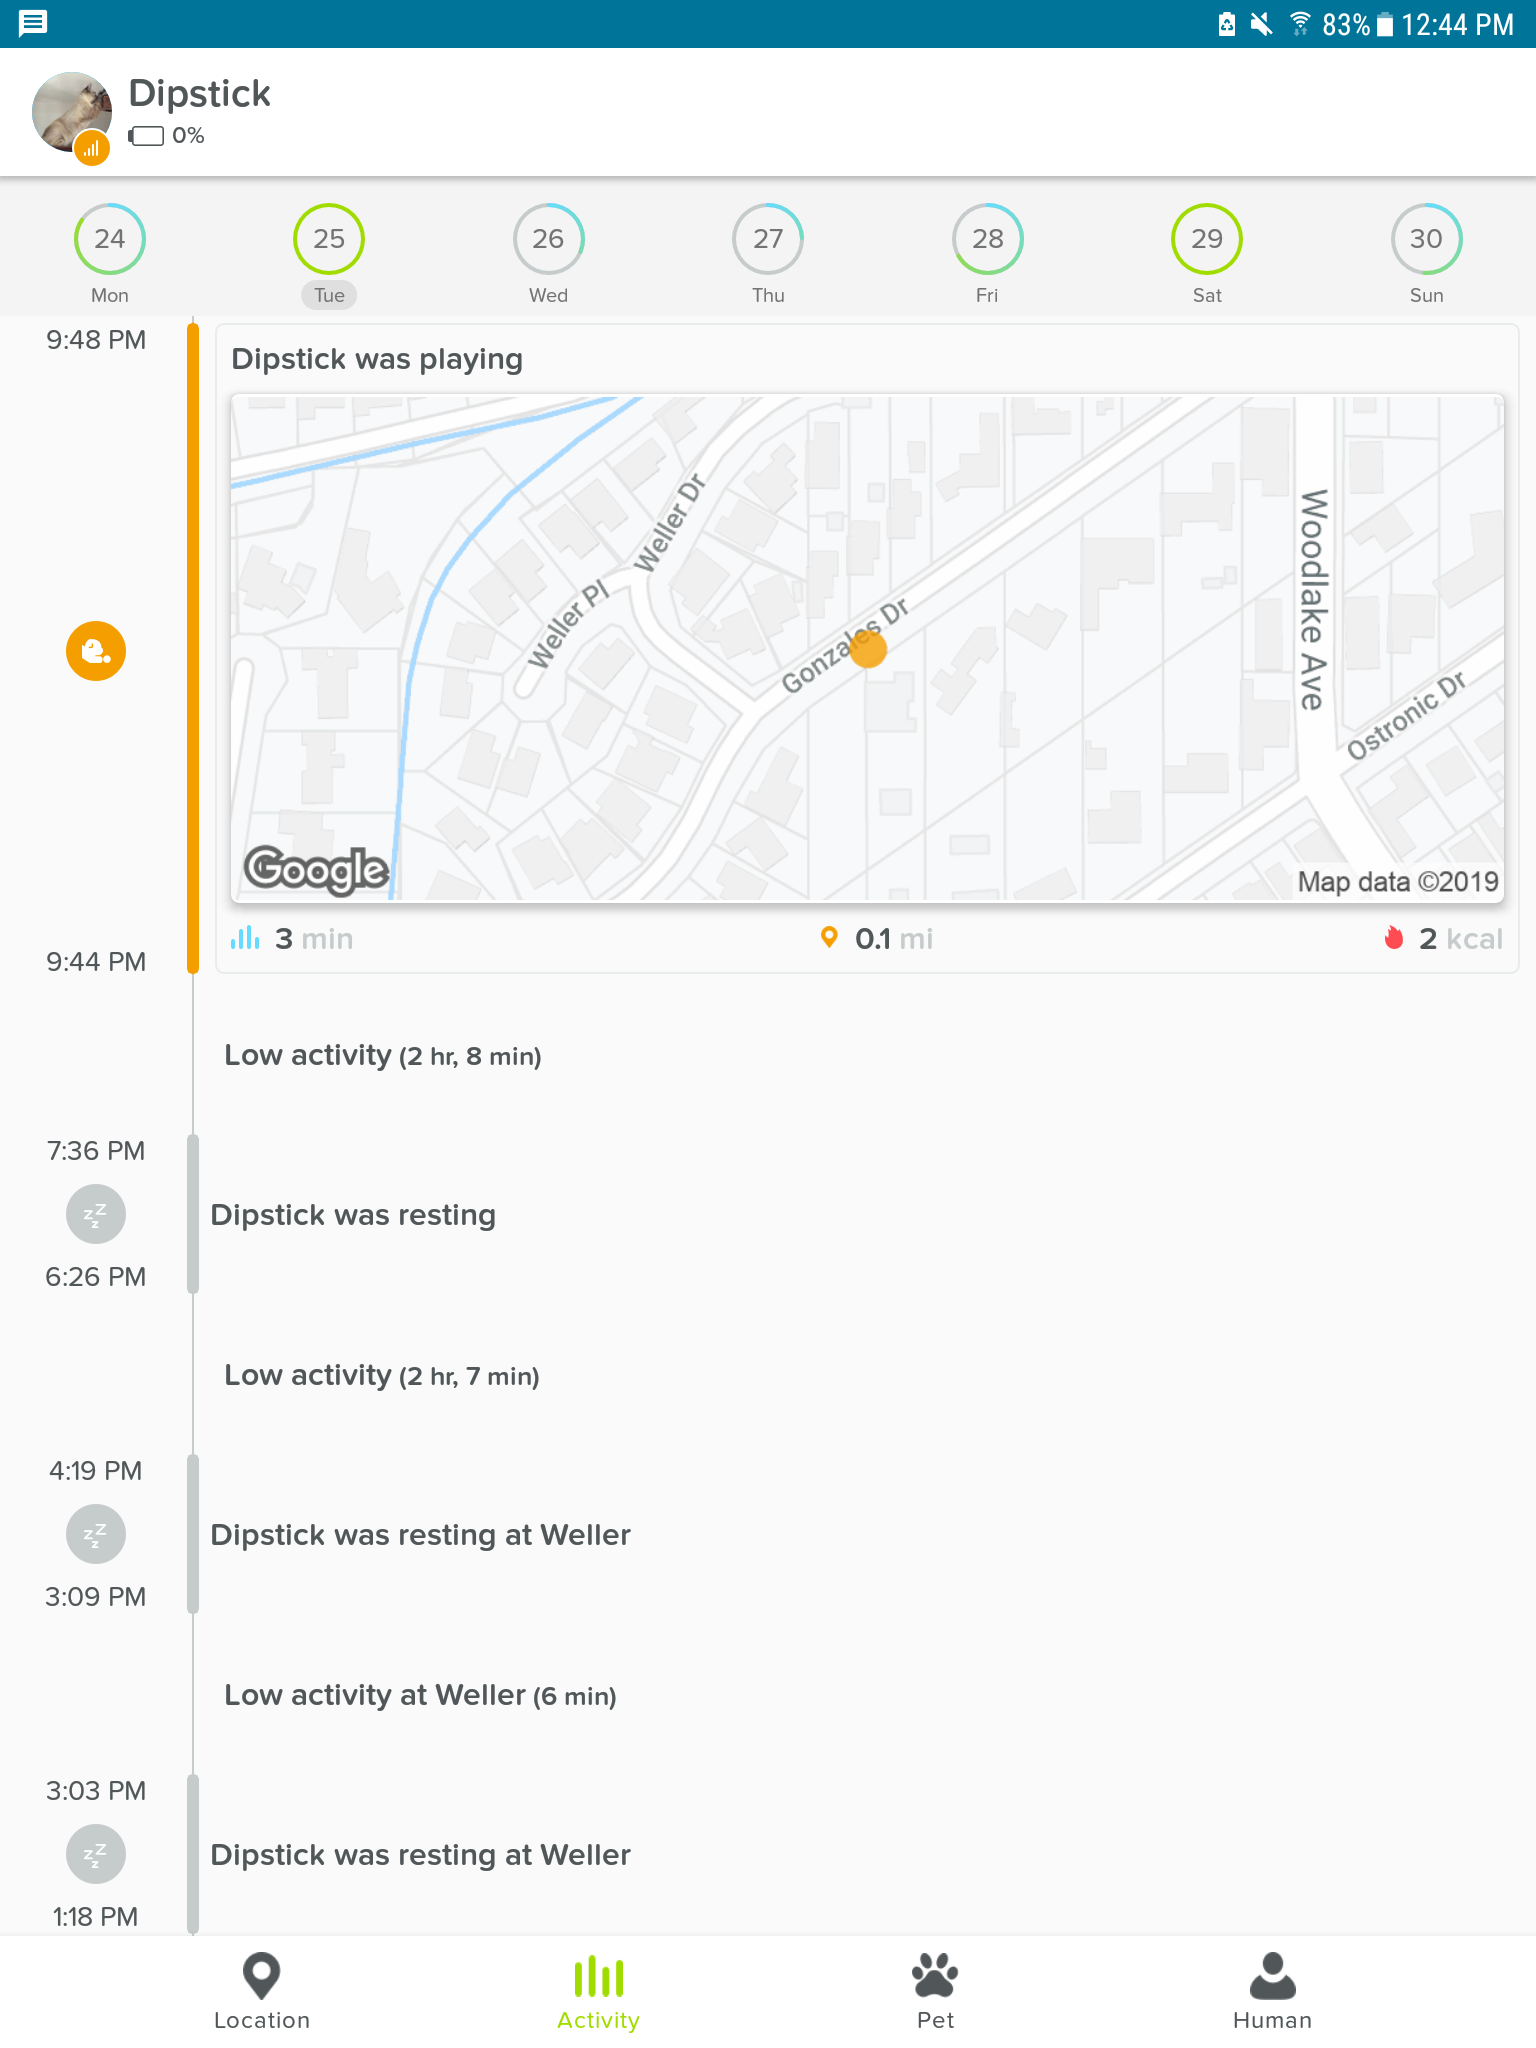 83% 12:44 PM
Dipstick
0%
24 25 26 27 28 29 30
Mon Tue Wed Thu Fri Sat Sun
9:48 PM
Dipstick was playing
Weller Dr
Weller Pl
Gonzales Dr
Woodlake Ave
Ostronic Dr
Google
Map data ©2019
3 min 0.1 mi 2 kcal
9:44 PM
Low activity (2 hr, 8 min)
7:36 PM
zzz
Dipstick was resting
6:26 PM
Low activity (2 hr, 7 min)
4:19 PM
zzz
Dipstick was resting at Weller
3:09 PM
Low activity at Weller (6 min)
3:03 PM
zzz
Dipstick was resting at Weller
1:18 PM
Location Activity Pet Human